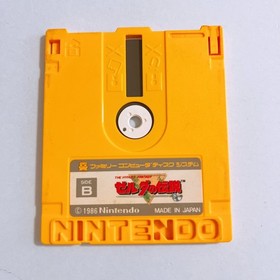 ファミリー コンピュータ ディスク システム
SIDE
B
THE HYRULE FANTASY
ゼルダの伝説
©1986 Nintendo
MADE IN JAPAN
NINTENDO